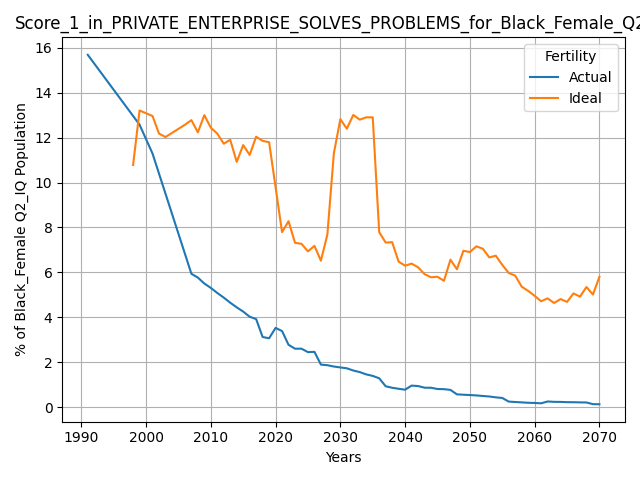 Score_1_in_PRIVATE_ENTERPRISE_SOLVES_PROBLEMS_for_Black_Female_Q2
Fertility
Actual
Ideal
% of Black_Female Q2_IQ Population
16
14
12
10
8
6
4
2
0
1990 2000 2010 2020 2030 2040 2050 2060 2070
Years